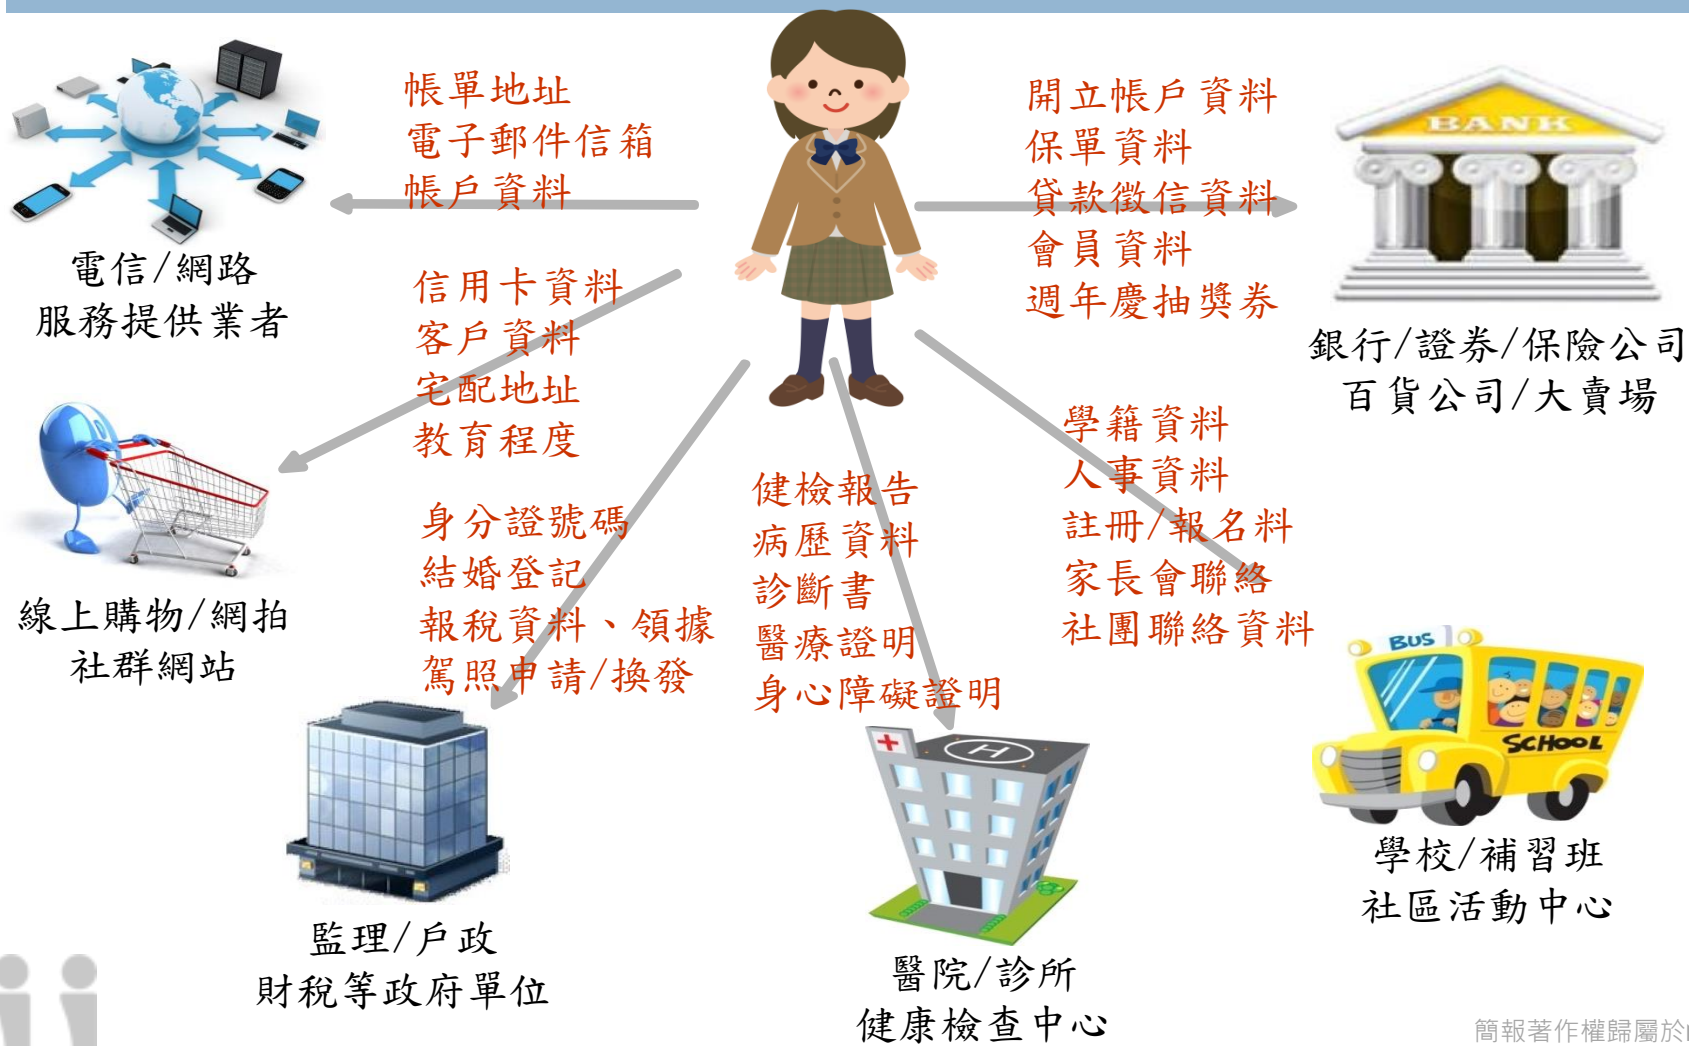 帳單地址
電子郵件信箱
帳戶資料
電信/網路
服務提供業者
開立帳戶資料
保單資料
貸款徵信資料
會員資料
週年慶抽獎券
BANK
銀行/證券/保險公司
百貨公司/大賣場
信用卡資料
客戶資料
宅配地址
教育程度
線上購物/網拍
社群網站
身分證號碼
結婚登記
報稅資料、領據
駕照申請/換發
監理/戶政
財稅等政府單位
健檢報告
病歷資料
診斷書
醫療證明
身心障礙證明
H
醫院/診所
健康檢查中心
學籍資料
人事資料
註冊/報名料
家長會聯絡
社團聯絡資料
BUS
SCHOOL
學校/補習班
社區活動中心
簡報著作權歸屬於